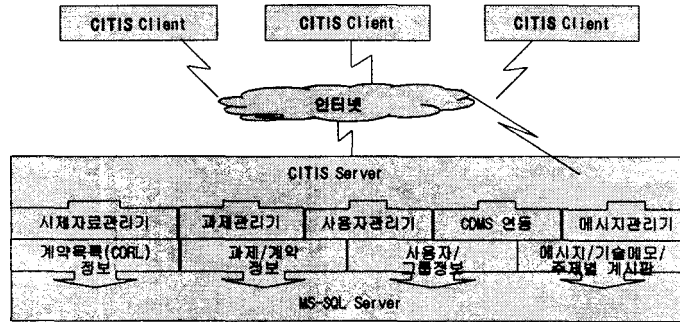 CITIS Client CITIS Client CITIS Client
인터넷
CITIS Server
시제자료관리기 과제관리기 사용자관리기 CDMS 연동 메시지관리기
계약목록(CDRL) 정보 과제/계약 정보 사용자/ 룹정보 메시지/기술메모/ 주제별 게시판
MS-SQL Server